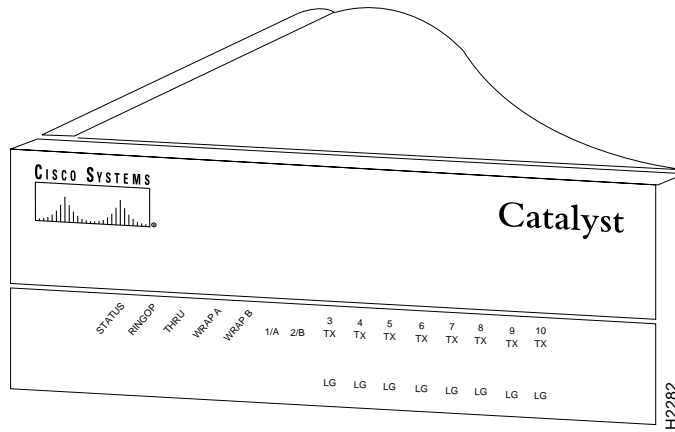 CISCO SYSTEMS
®
Catalyst
STATUS RINGOP THRU WRAP A WRAP B 1/A 2/B 3 4 5 6 7 8 9 10
TX TX TX TX TX TX TX TX
LG LG LG LG LG LG LG LG
H2282